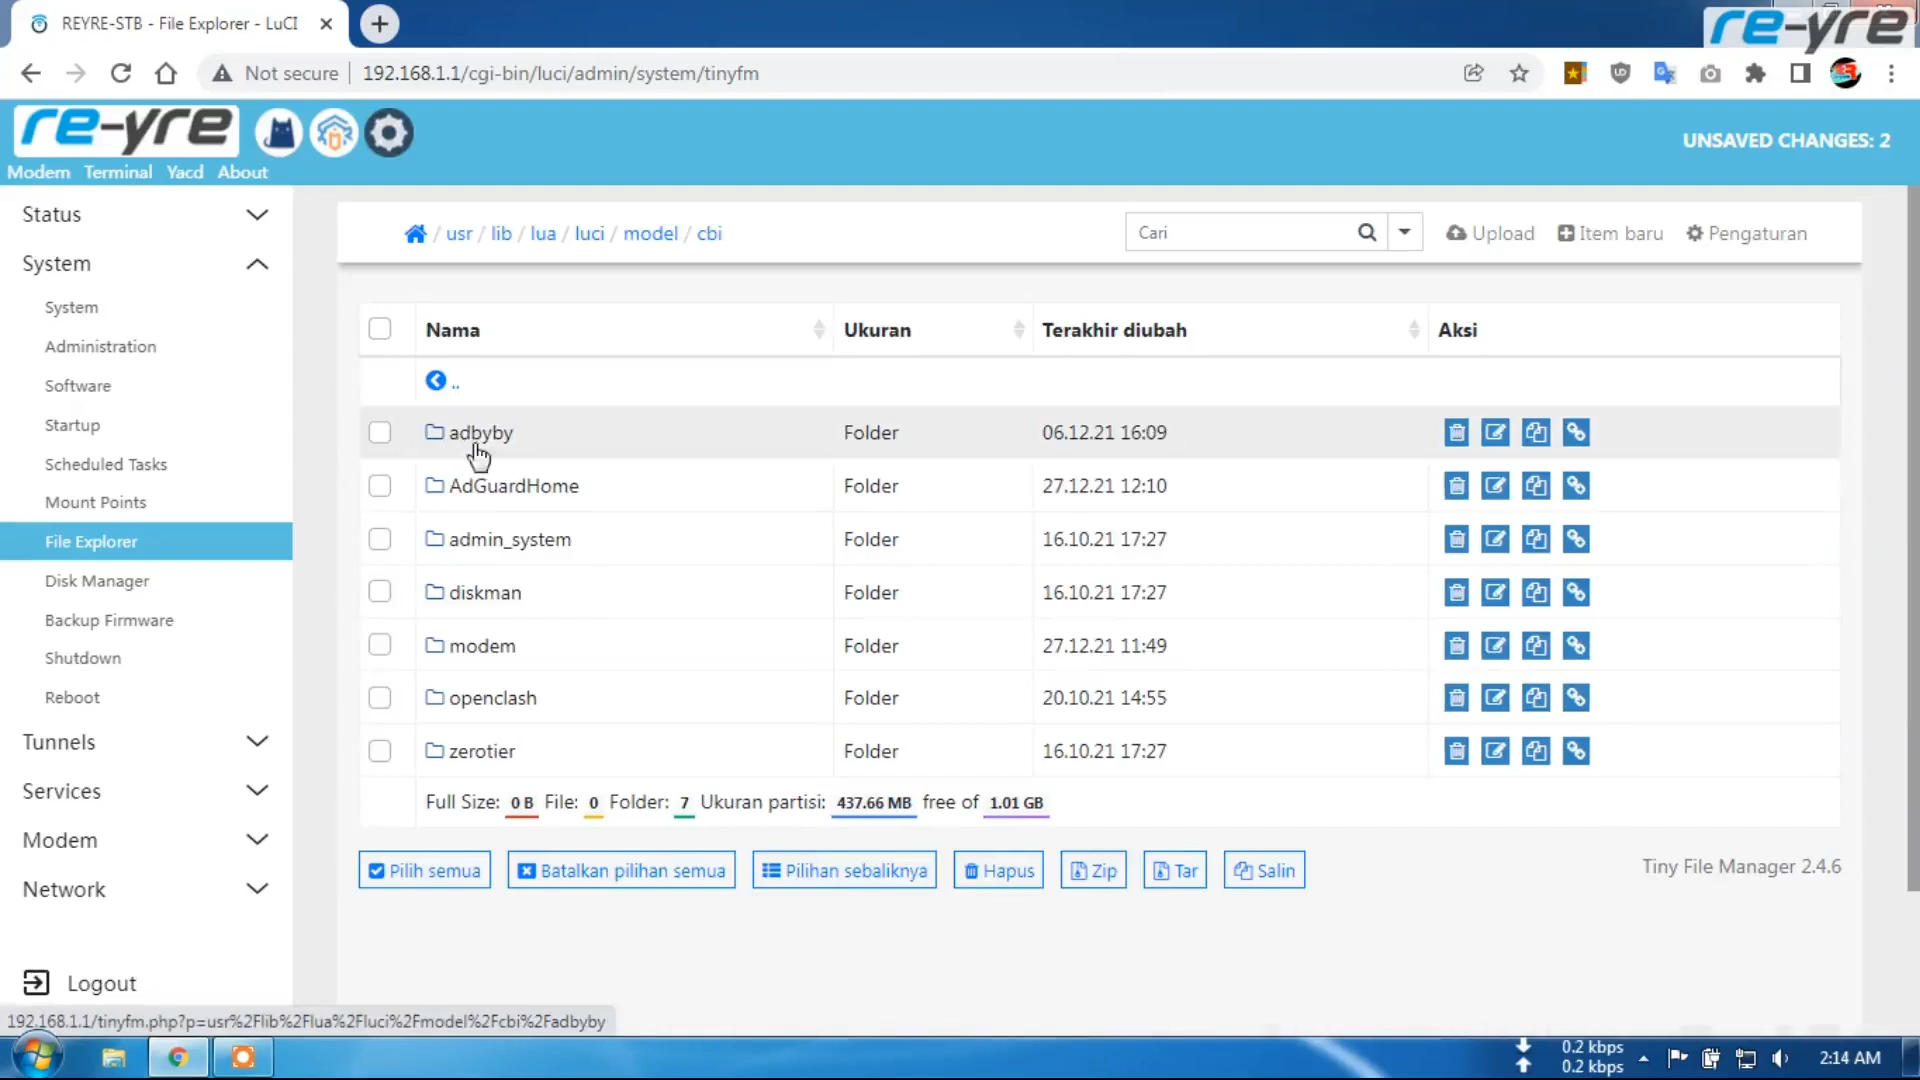 REYRE-STB - File Explorer - LuCI
re-yre
Not secure
192.168.1.1/cgi-bin/luci/admin/system/tinyfm
re-yre
UNSAVED CHANGES: 2
Modem Terminal Yacd About
Status
System
System
Administration
Software
Startup
Scheduled Tasks
Mount Points
File Explorer
Disk Manager
Backup Firmware
Shutdown
Reboot
Tunnels
Services
Modem
Network
Logout
/ usr / lib / lua / luci / model / cbi
Cari
Upload
Item baru
Pengaturan
Nama Ukuran Terakhir diubah Aksi
..
adbyby Folder 06.12.21 16:09
AdGuardHome Folder 27.12.21 12:10
admin_system Folder 16.10.21 17:27
diskman Folder 16.10.21 17:27
modem Folder 27.12.21 11:49
openclash Folder 20.10.21 14:55
zerotier Folder 16.10.21 17:27
Full Size: 0 B File: 0 Folder: 7 Ukuran partisi: 437.66 MB free of 1.01 GB
Pilih semua
Batalkan pilihan semua
Pilihan sebaliknya
Hapus
Zip
Tar
Salin
Tiny File Manager 2.4.6
192.168.1.1/tinyfm.php?p=usr%2Flib%2Flua%2Fluci%2Fmodel%2Fcbi%2Fadbyby
0.2 kbps
0.2 kbps
2:14 AM